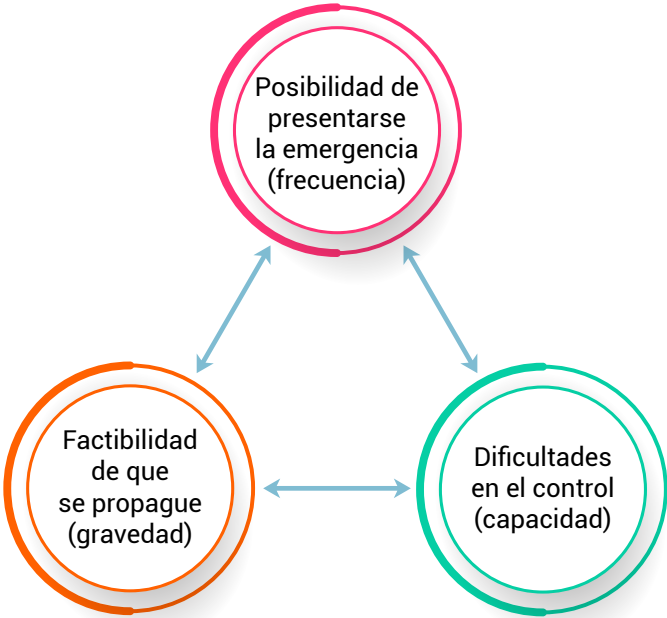 Posibilidad de
presentarse
la emergencia
(frecuencia)
Factibilidad
de que
se propague
(gravedad)
Dificultades
en el control
(capacidad)